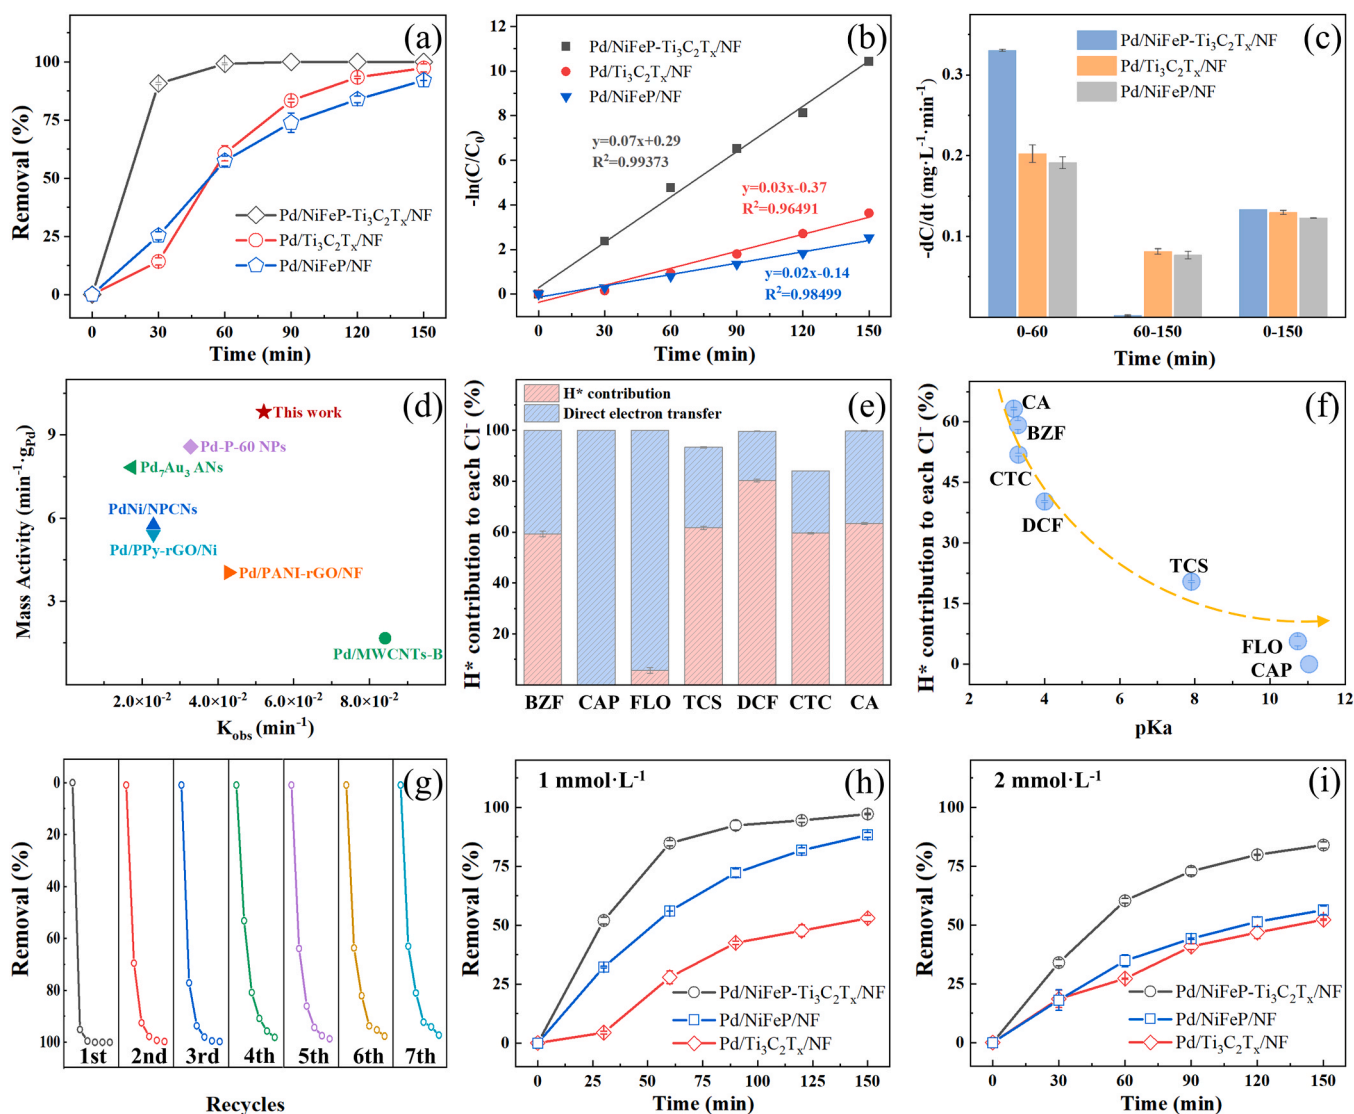 (a)
Removal (%)
100
75
50
25
0
Pd/NiFeP-Ti₃C₂Tₓ/NF
Pd/Ti₃C₂Tₓ/NF
Pd/NiFeP/NF
0 30 60 90 120 150
Time (min)
(b)
-ln(C/C₀)
12
10
8
6
4
2
0
Pd/NiFeP-Ti₃C₂Tₓ/NF
Pd/Ti₃C₂Tₓ/NF
Pd/NiFeP/NF
y=0.07x+0.29
R²=0.99373
y=0.03x-0.37
R²=0.96491
y=0.02x-0.14
R²=0.98499
0 30 60 90 120 150
Time (min)
(c)
-dC/dt (mg·L⁻¹·min⁻¹)
0.3
0.2
0.1
Pd/NiFeP-Ti₃C₂Tₓ/NF
Pd/Ti₃C₂Tₓ/NF
Pd/NiFeP/NF
0-60 60-150 0-150
Time (min)
(d)
Mass Activity (min⁻¹·g_Pd)
9
6
3
This work
Pd-P-60 NPs
Pd₇Au₃ ANs
PdNi/NPCNs
Pd/PPy-rGO/Ni
Pd/PANI-rGO/NF
Pd/MWCNTs-B
2.0×10⁻² 4.0×10⁻² 6.0×10⁻² 8.0×10⁻²
K_obs (min⁻¹)
(e)
H* contribution to each Cl⁻ (%)
100
80
60
40
20
H* contribution
Direct electron transfer
BZF CAP FLO TCS DCF CTC CA
(f)
H* contribution to each Cl⁻ (%)
60
45
30
15
0
CA
BZF
CTC
DCF
TCS
FLO
CAP
2 4 6 8 10 12
pKa
(g)
Removal (%)
0
20
40
60
80
100
1st 2nd 3rd 4th 5th 6th 7th
Recycles
1 mmol·L⁻¹
(h)
Removal (%)
100
75
50
25
0
Pd/NiFeP-Ti₃C₂Tₓ/NF
Pd/NiFeP/NF
Pd/Ti₃C₂Tₓ/NF
0 25 50 75 100 125 150
Time (min)
2 mmol·L⁻¹
(i)
Removal (%)
100
75
50
25
0
Pd/NiFeP-Ti₃C₂Tₓ/NF
Pd/NiFeP/NF
Pd/Ti₃C₂Tₓ/NF
0 30 60 90 120 150
Time (min)